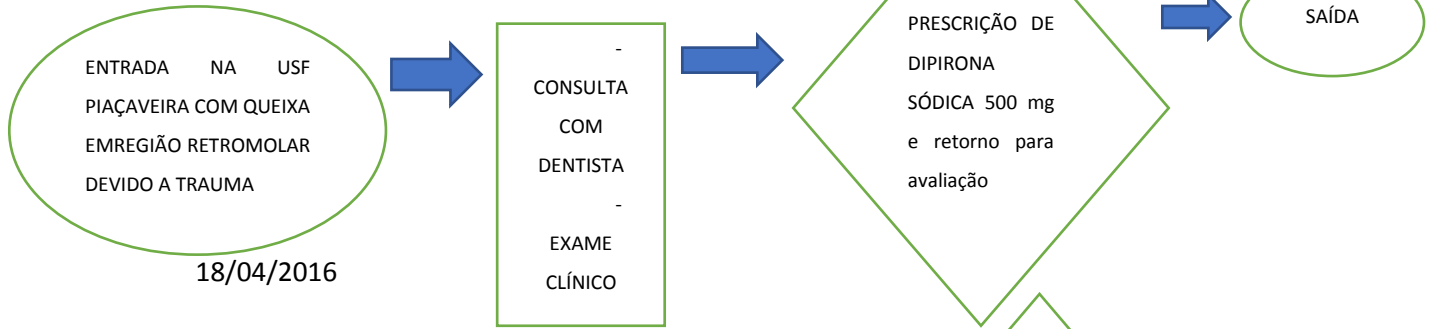 ENTRADA NA USF
PIAÇAVEIRA COM QUEIXA
EMREGIÃO RETROMOLAR
DEVIDO A TRAUMA
18/04/2016
-
CONSULTA
COM
DENTISTA
-
EXAME
CLÍNICO
PRESCRIÇÃO DE
DIPIRONA
SÓDICA 500 mg
e retorno para
avaliação
SAÍDA